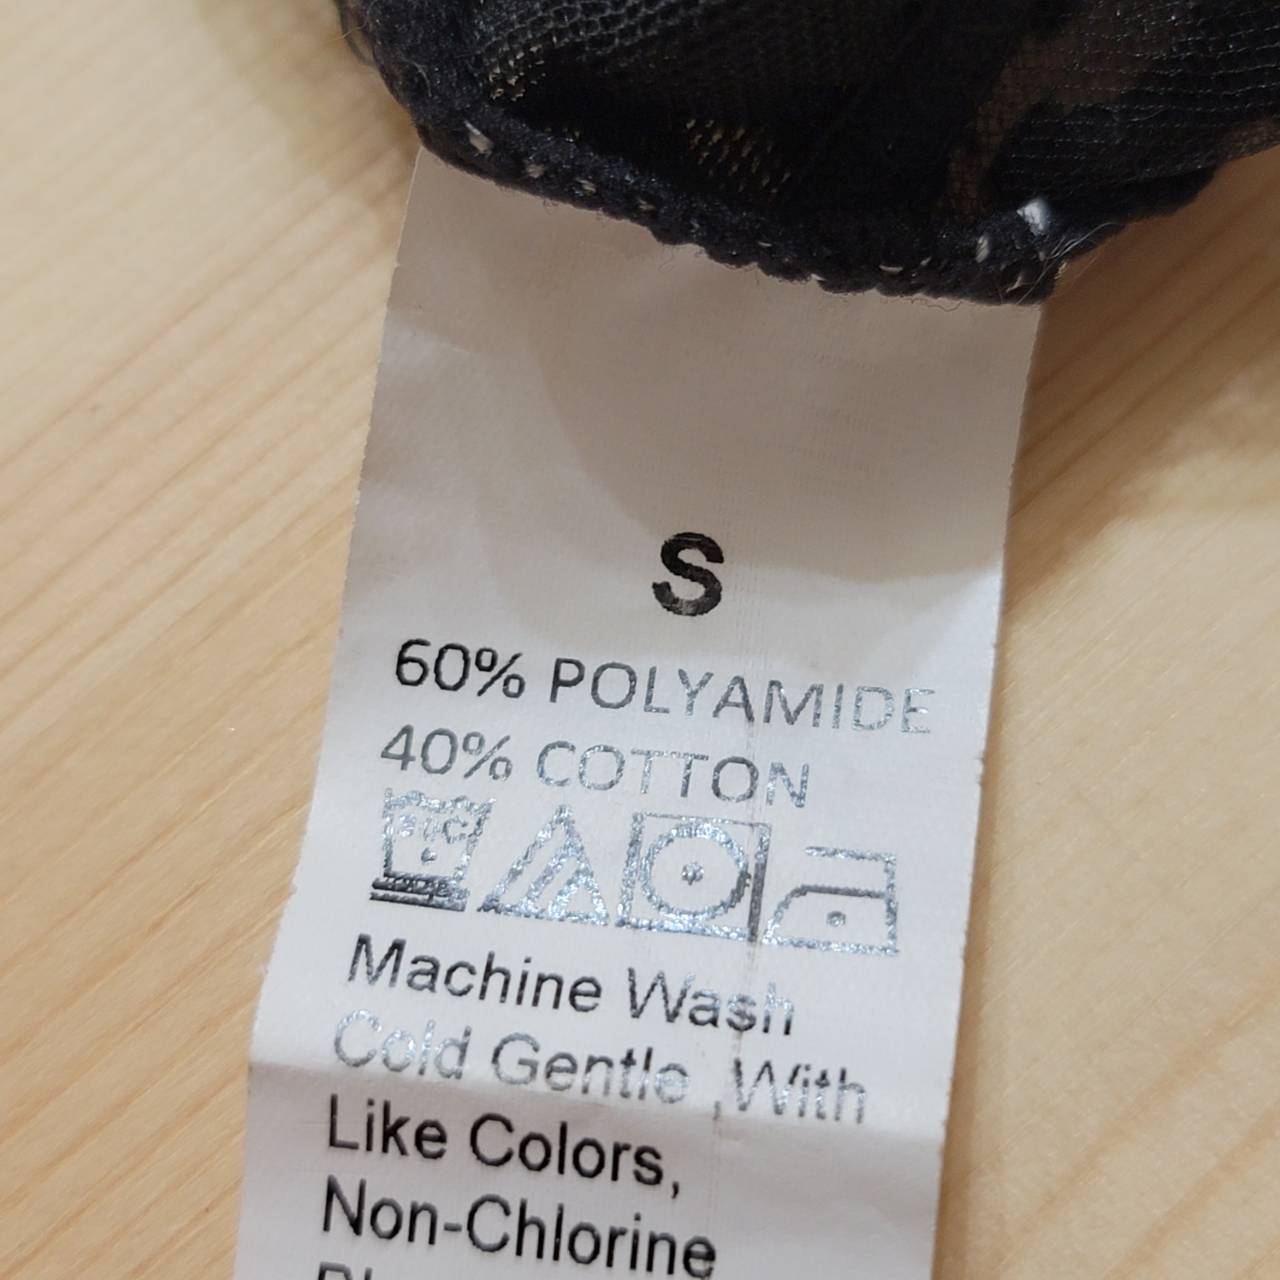 S
60% POLYAMIDE
40% COTTON
Machine Wash
Cold Gentle ,With
Like Colors,
Non-Chlorine